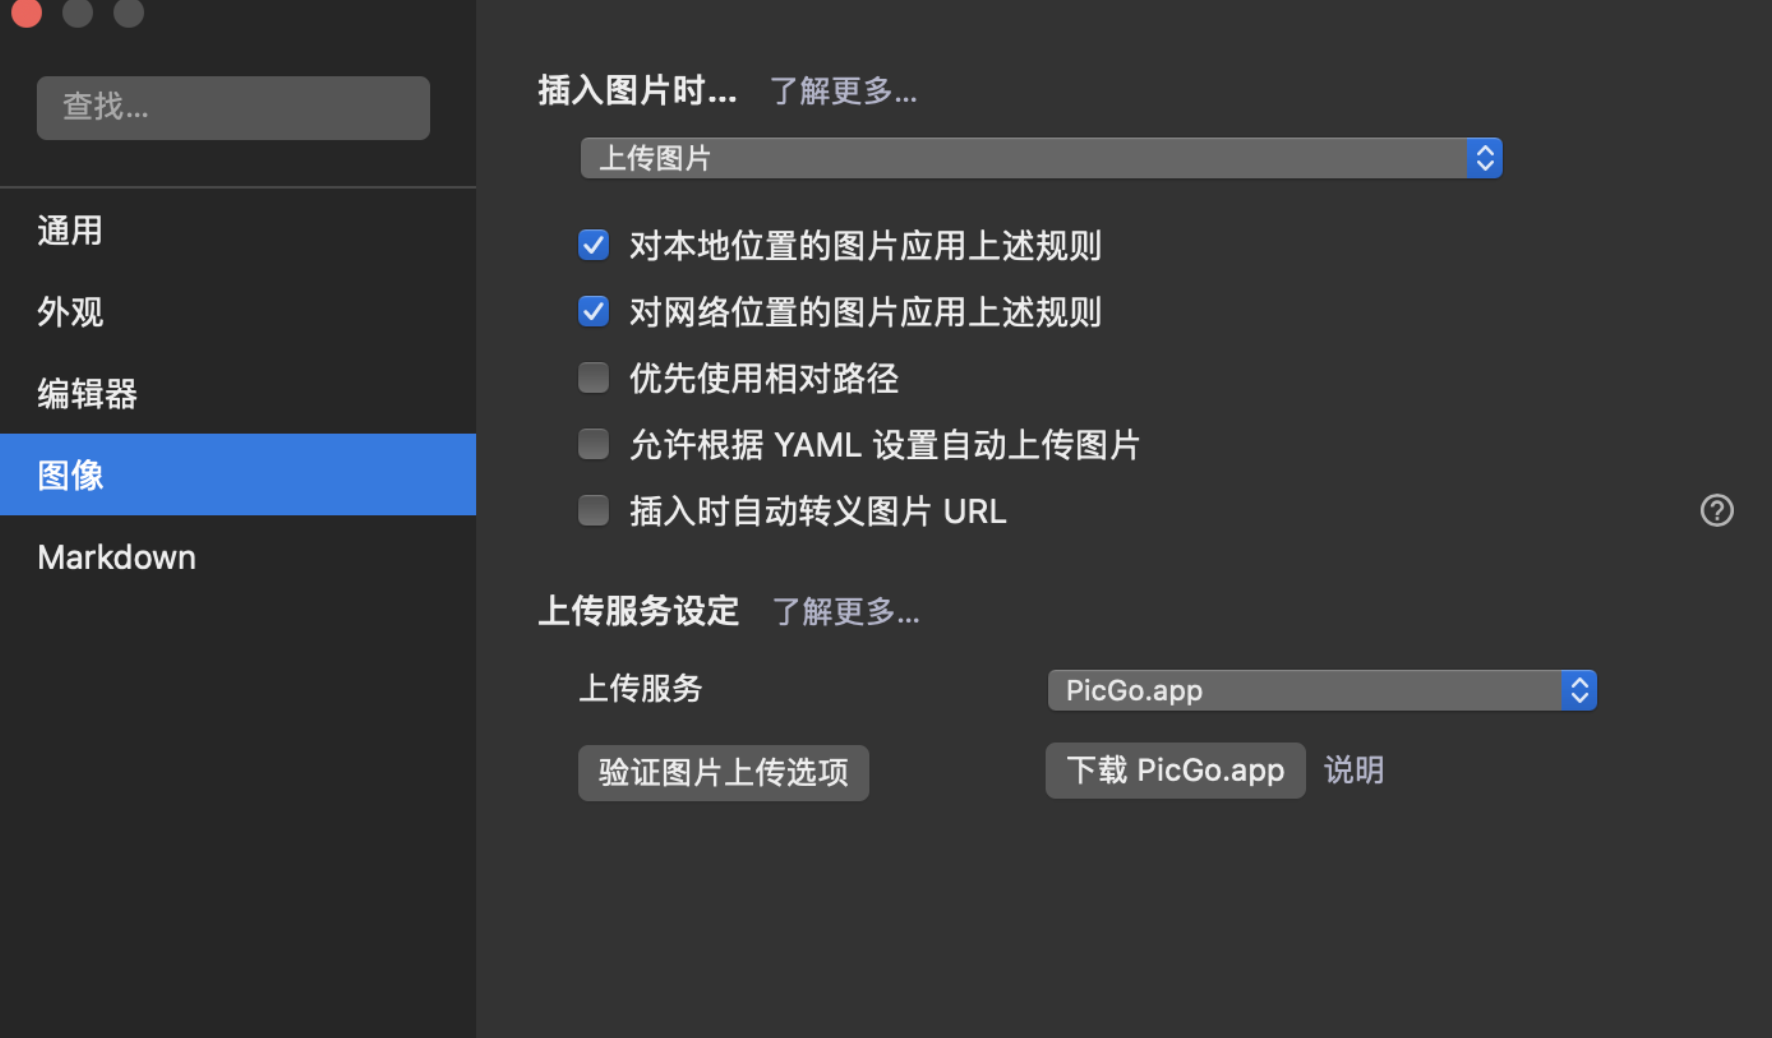 查找...
通用
外观
编辑器
图像
Markdown
插入图片时... 了解更多...
上传图片
对本地位置的图片应用上述规则
对网络位置的图片应用上述规则
优先使用相对路径
允许根据 YAML 设置自动上传图片
插入时自动转义图片 URL
上传服务设定 了解更多...
上传服务 PicGo.app
验证图片上传选项 下载 PicGo.app 说明